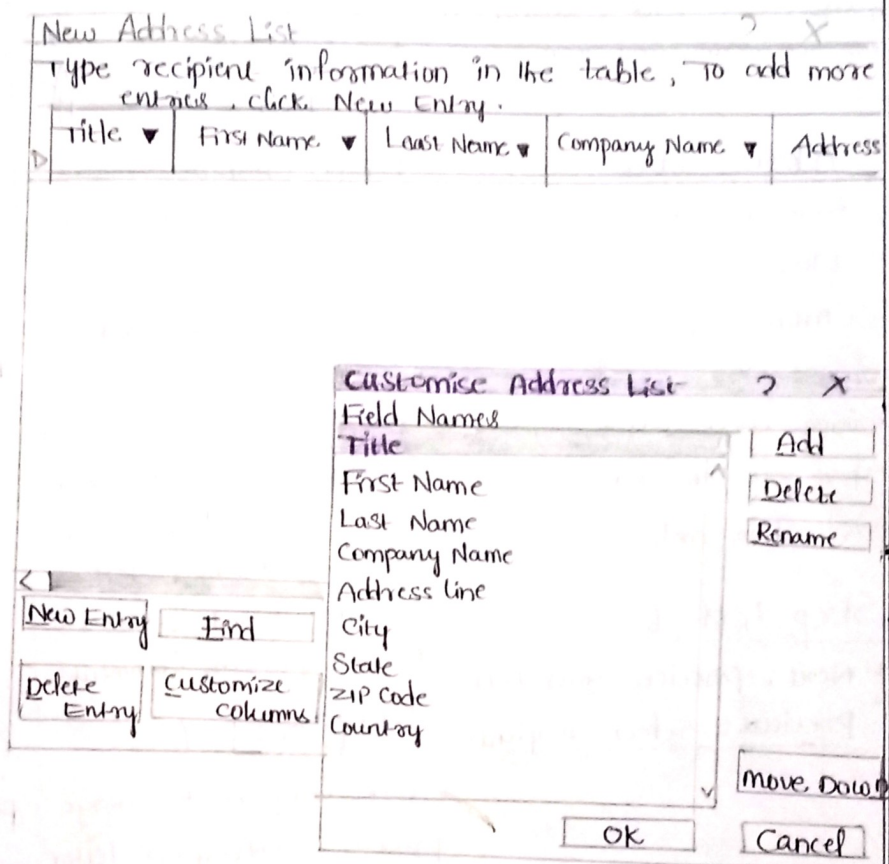 New Address List ? X
Type recipient information in the table, To add more
entries, click New Entry.
Title ▼ First Name ▼ Laast Name ▼ Company Name ▼ Address
Customise Address List ? X
Field Names
Title
First Name
Last Name
Company Name
Address line
City
State
ZIP Code
Country
Add
Delete
Rename
Move Down
OK
Cancel
New Entry
Find
Delete
Entry
Customize
columns